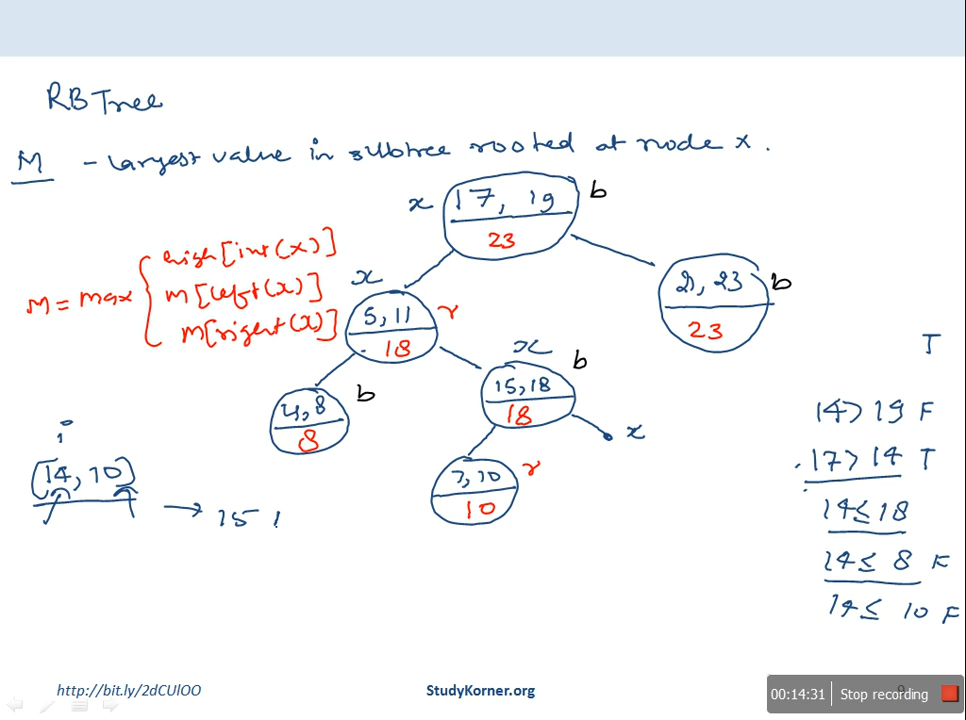 RB Tree
M - largest value in subtree rooted at node x.
x 17, 19 b
23
M = max
high[int(x)]
m[left(x)]
m[right(x)]
x
5, 11 r
18
21, 23 b
23
x
15, 18 b
18
4, 8 b
8
x
7, 10 r
10
i
(14, 10)
→ 15 1
T
14 > 19 F
17 > 14 T
14 ≤ 18
14 ≤ 8 F
14 ≤ 10 F
http://bit.ly/2dCUlOO
StudyKorner.org
00:14:31 Stop recording